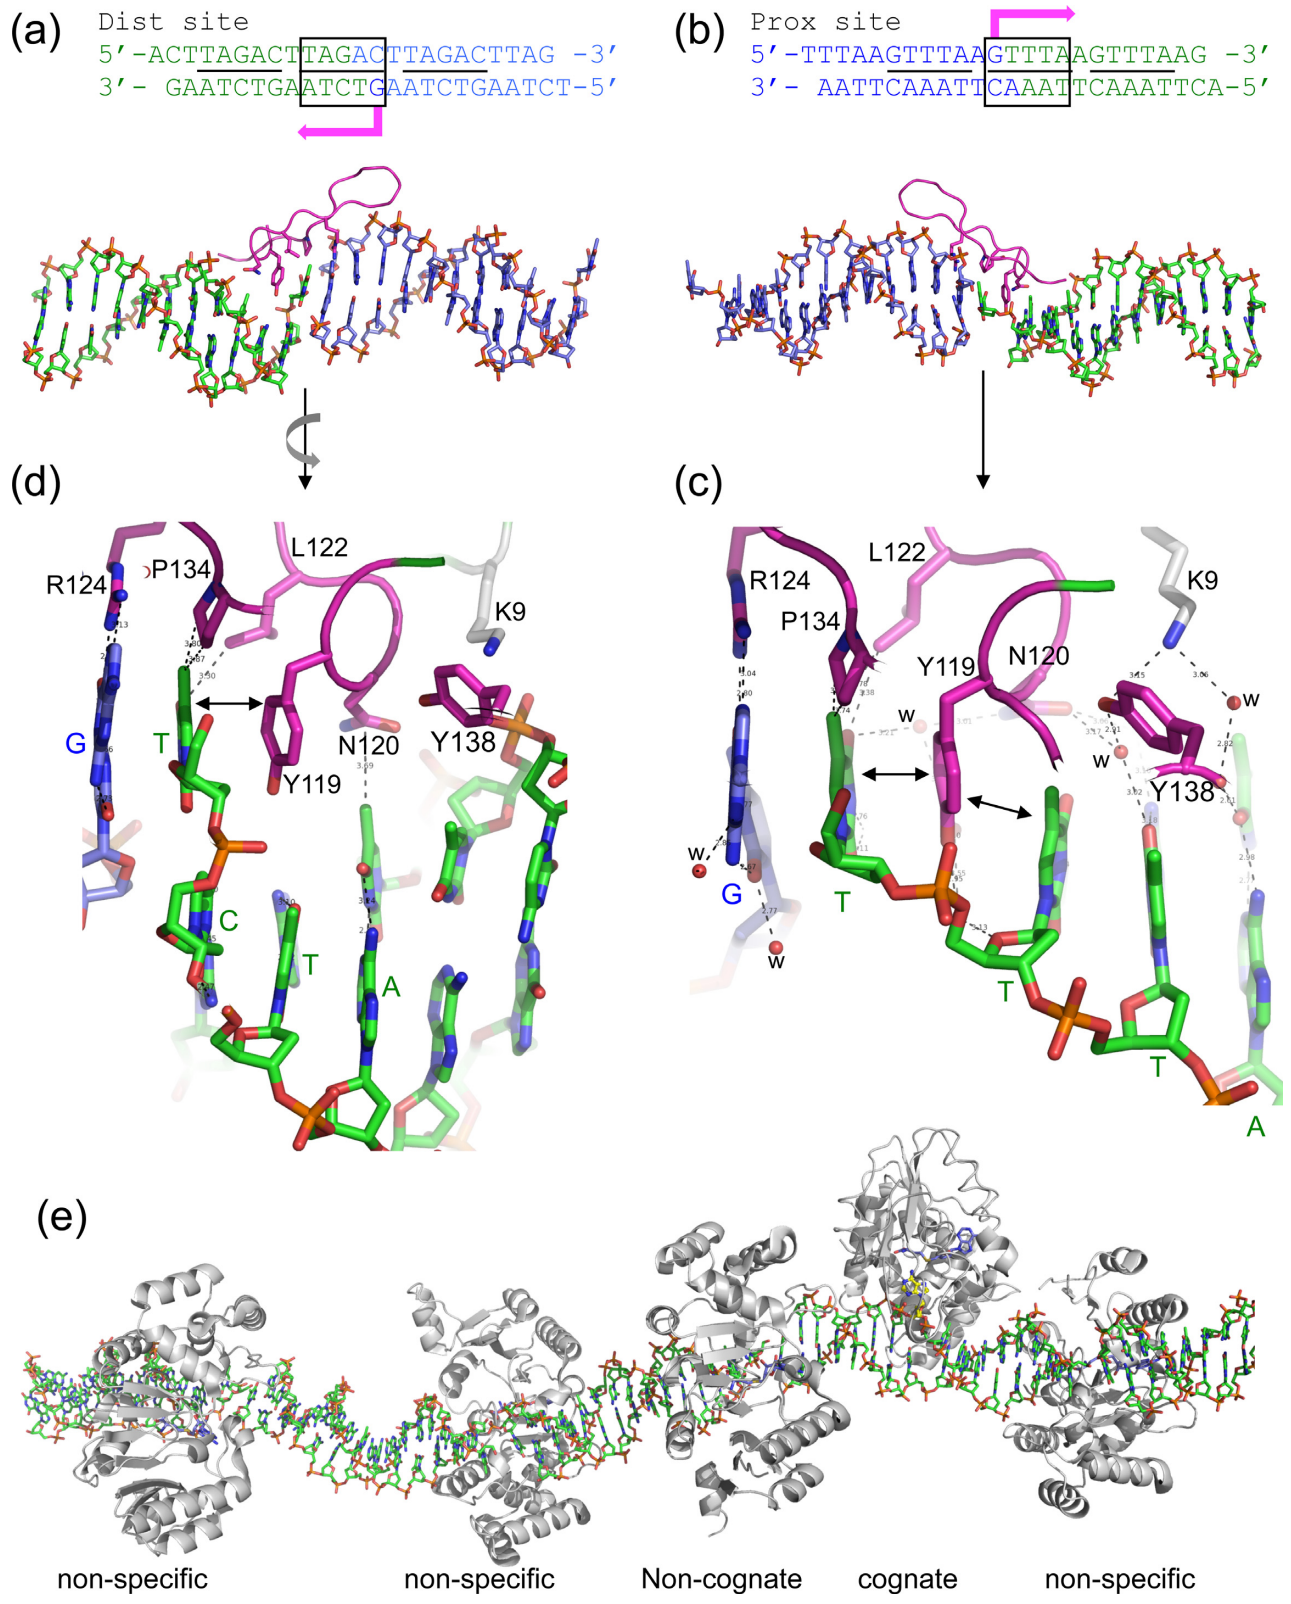 (a) Dist site
5′-ACTTAGACTTAGACTTAGACTTAG -3′
3′- GAATCTGAATCTGAATCTGAATCT-5′
(b) Prox site
5′-TTTAAGTTTAAGTTTAAGTTTAAG -3′
3′- AATTCAAATTCAAATTCAAATTCA-5′
(d)
L122
P134
R124
K9
G
T
N120
Y138
Y119
C
T
A
(c)
L122
R124
K9
P134
Y119
N120
w
w
w
Y138
w
G
T
w
T
T
A
(e)
non-specific
non-specific
Non-cognate
cognate
non-specific